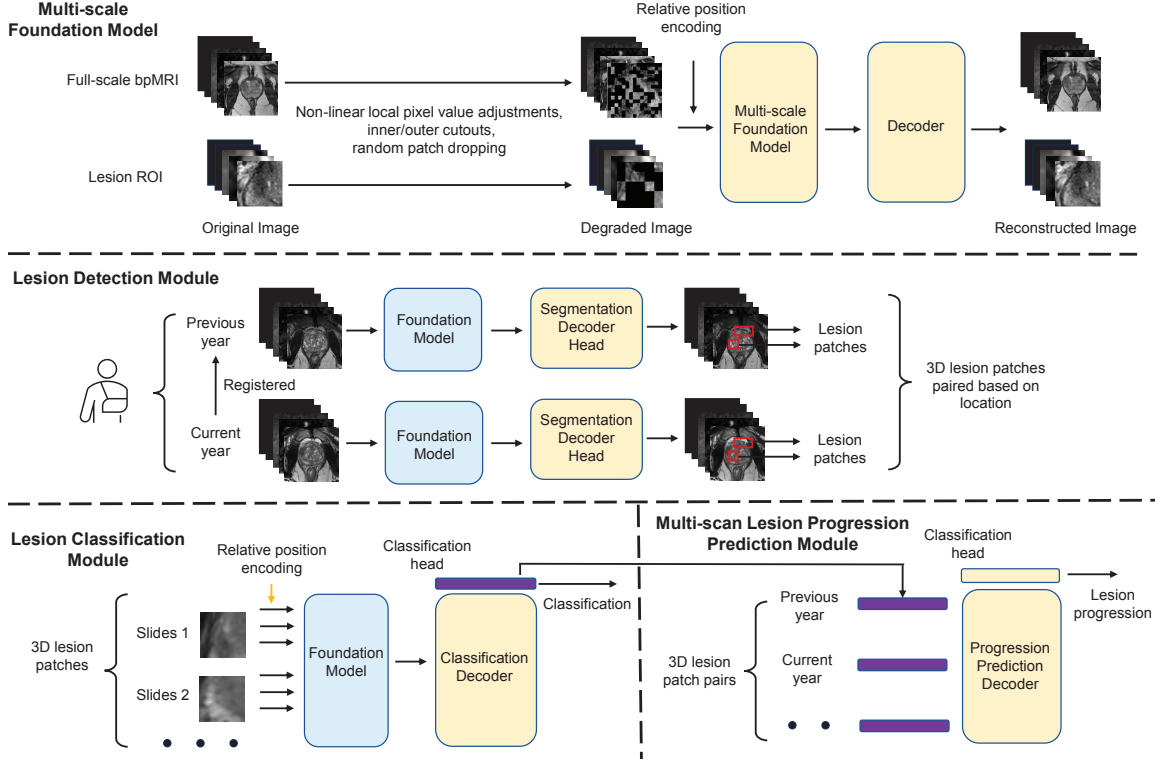 Multi-scale
Foundation Model
Relative position
encoding
Full-scale bpMRI
Non-linear local pixel value adjustments,
inner/outer cutouts,
random patch dropping
Multi-scale
Foundation
Model
Decoder
Lesion ROI
Original Image
Degraded Image
Reconstructed Image
Lesion Detection Module
Previous
year
Foundation
Model
Segmentation
Decoder
Head
Lesion
patches
Registered
3D lesion patches
paired based on
location
Current
year
Foundation
Model
Segmentation
Decoder
Head
Lesion
patches
Lesion Classification
Module
Relative position
encoding
Classification
head
Classification
Slides 1
3D lesion
patches
Slides 2
Foundation
Model
Classification
Decoder
Multi-scan Lesion Progression
Prediction Module
Classification
head
Previous
year
Lesion
progression
3D lesion
patch pairs
Current
year
Progression
Prediction
Decoder